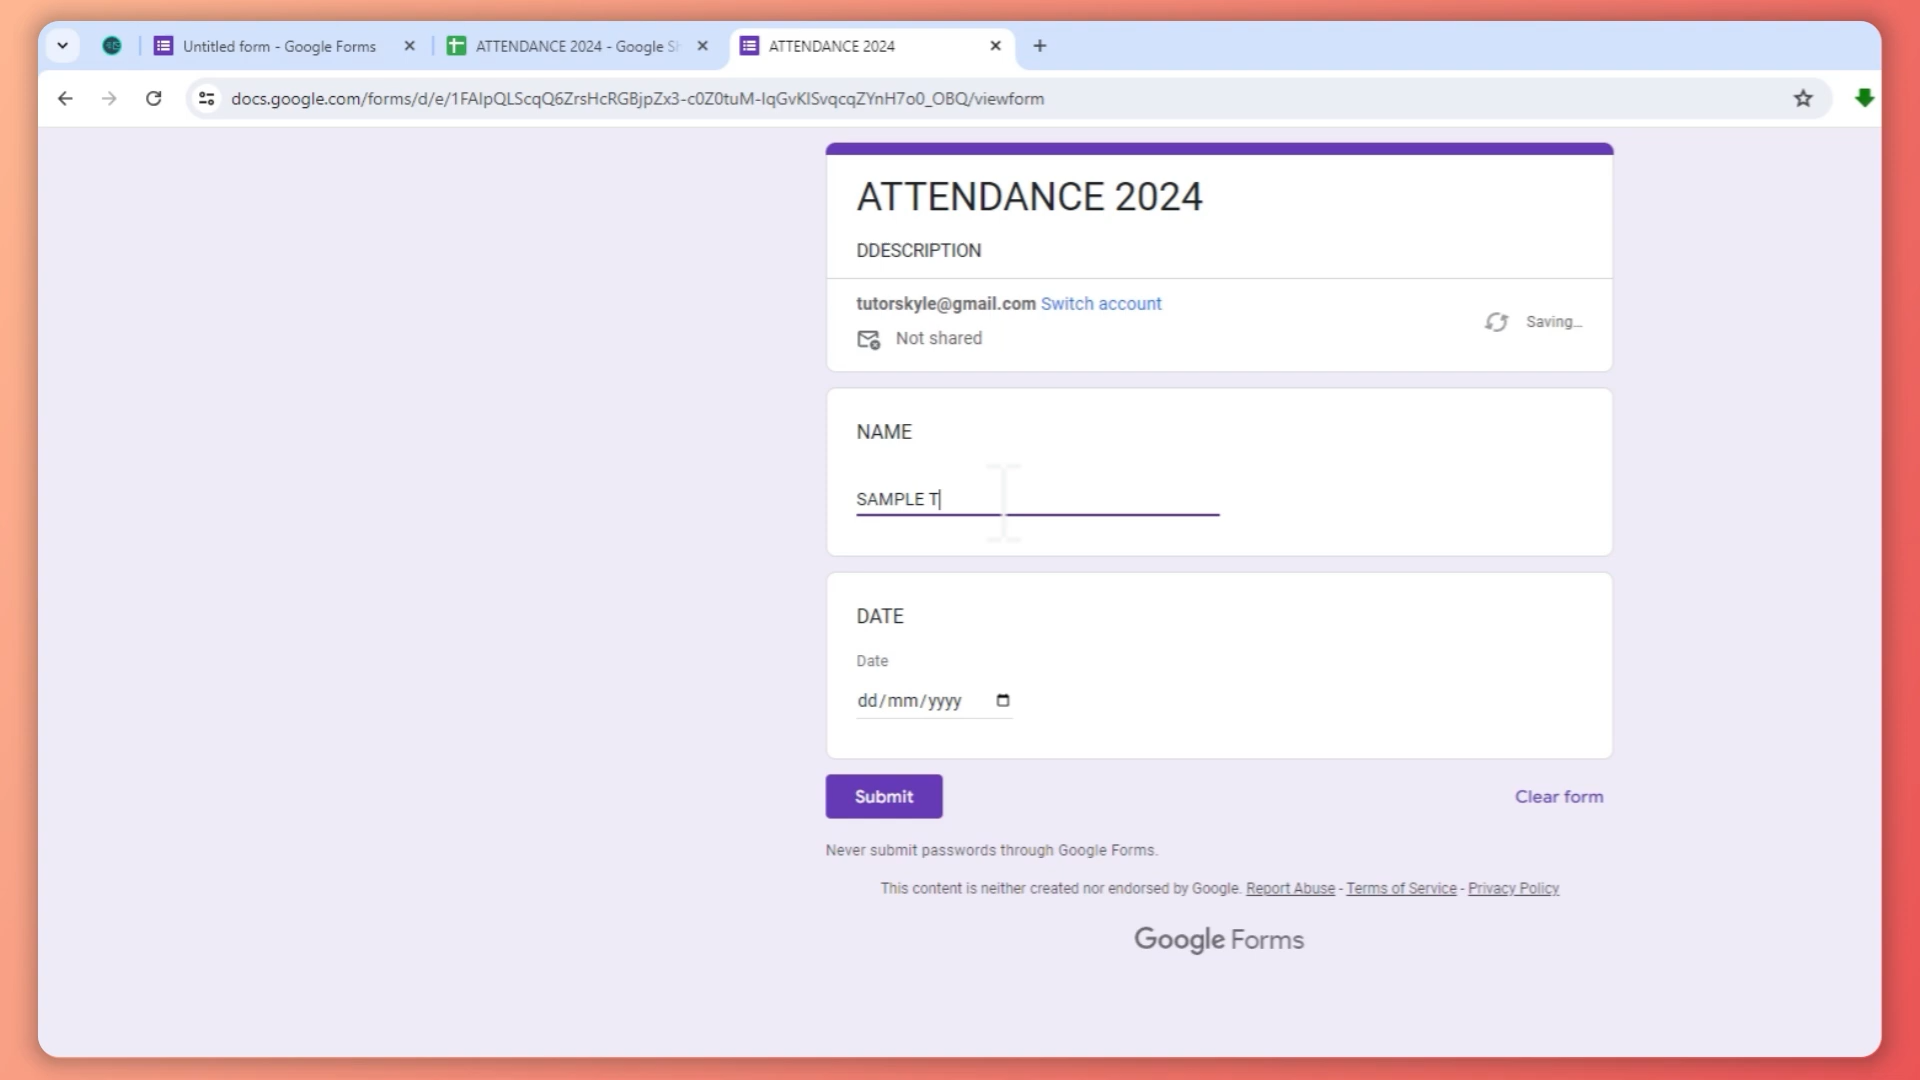 Untitled form - Google Forms
ATTENDANCE 2024 - Google Sh
ATTENDANCE 2024
docs.google.com/forms/d/e/1FAIpQLScqQ6ZrsHcRGBjpZx3-c0Z0tuM-IqGvKISvqcqZYnH7o0_OBQ/viewform
ATTENDANCE 2024
DDESCRIPTION
tutorskyle@gmail.com Switch account
Saving...
Not shared
NAME
SAMPLE T
DATE
Date
dd/mm/yyyy
Submit
Clear form
Never submit passwords through Google Forms.
This content is neither created nor endorsed by Google. Report Abuse - Terms of Service - Privacy Policy
Google Forms